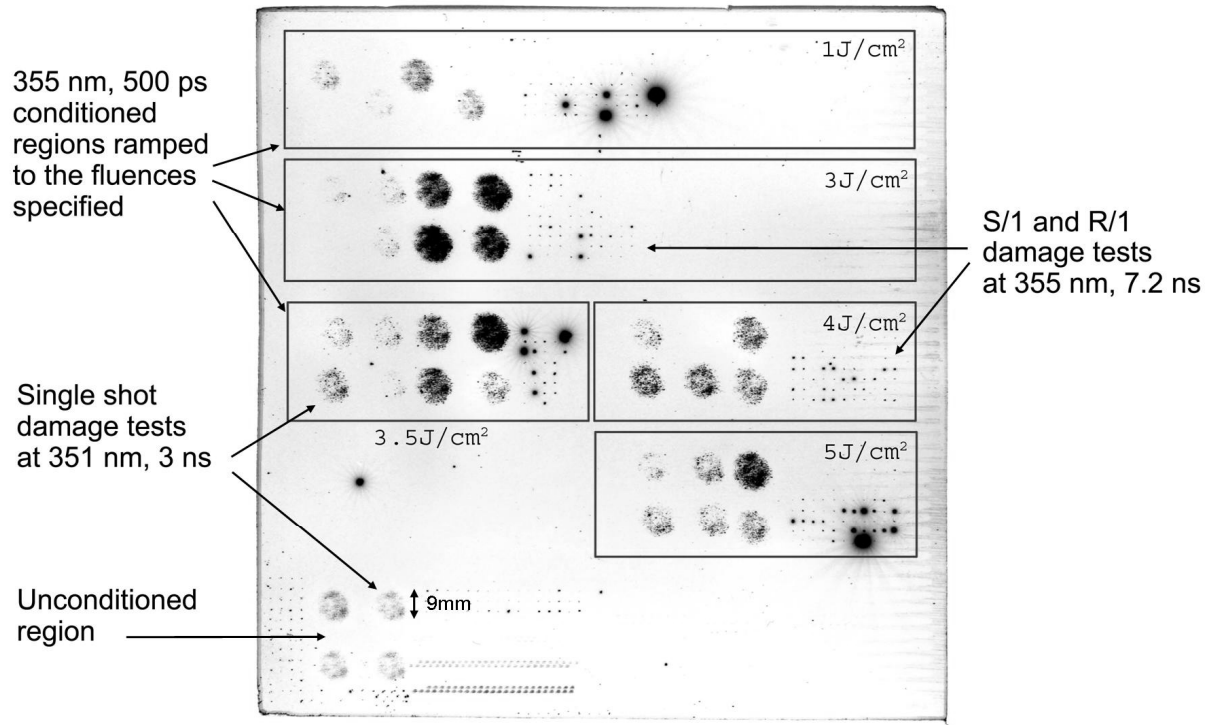 355 nm, 500 ps
conditioned
regions ramped
to the fluences
specified
1J/cm²
3J/cm²
S/1 and R/1
damage tests
at 355 nm, 7.2 ns
4J/cm²
3.5J/cm²
5J/cm²
Single shot
damage tests
at 351 nm, 3 ns
Unconditioned
region
9mm